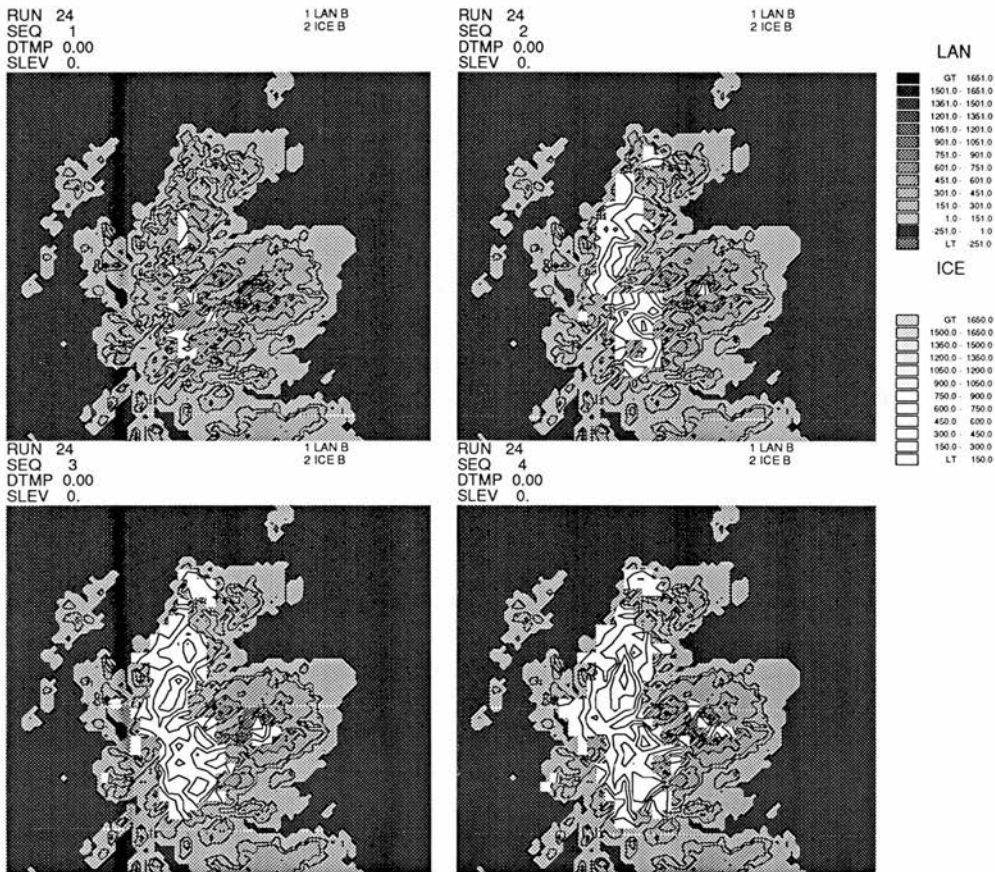 RUN 24
SEQ 1
DTMP 0.00
SLEV 0.
1 LAN B
2 ICE B
RUN 24
SEQ 2
DTMP 0.00
SLEV 0.
1 LAN B
2 ICE B
LAN
GT 1651.0
1501.0 - 1651.0
1351.0 - 1501.0
1201.0 - 1351.0
1051.0 - 1201.0
901.0 - 1051.0
751.0 - 901.0
601.0 - 751.0
451.0 - 601.0
301.0 - 451.0
151.0 - 301.0
1.0 - 151.0
-251.0 - 1.0
LT -251.0
ICE
GT 1650.0
1500.0 - 1650.0
1350.0 - 1500.0
1200.0 - 1350.0
1050.0 - 1200.0
900.0 - 1050.0
750.0 - 900.0
600.0 - 750.0
450.0 - 600.0
300.0 - 450.0
150.0 - 300.0
LT 150.0
RUN 24
SEQ 3
DTMP 0.00
SLEV 0.
1 LAN B
2 ICE B
RUN 24
SEQ 4
DTMP 0.00
SLEV 0.
1 LAN B
2 ICE B